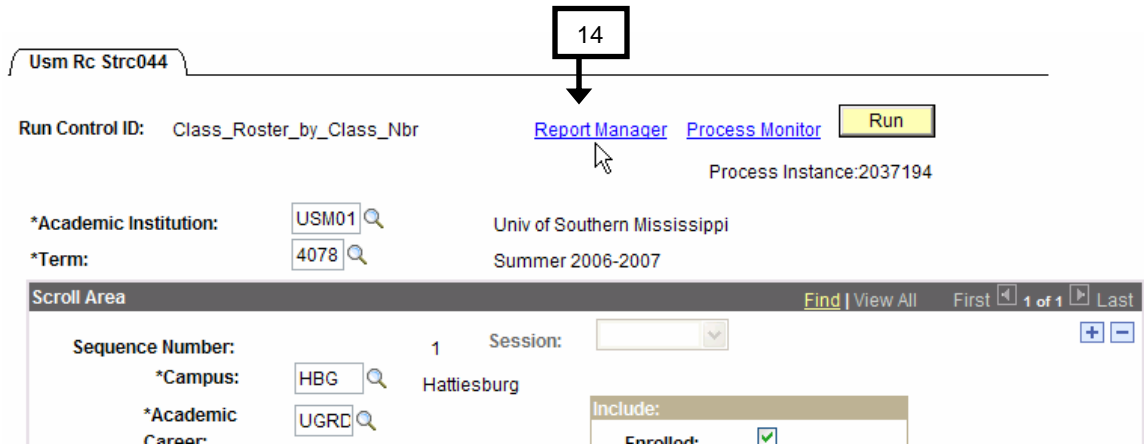 14
Usm Rc Strc044
Run Control ID: Class_Roster_by_Class_Nbr Report Manager Process Monitor Run
Process Instance:2037194
*Academic Institution: USM01 Univ of Southern Mississippi
*Term: 4078 Summer 2006-2007
Scroll Area Find | View All First 1 of 1 Last
Sequence Number: 1 Session:
*Campus: HBG Hattiesburg
*Academic Career: UGRD Include:
Enrolled: